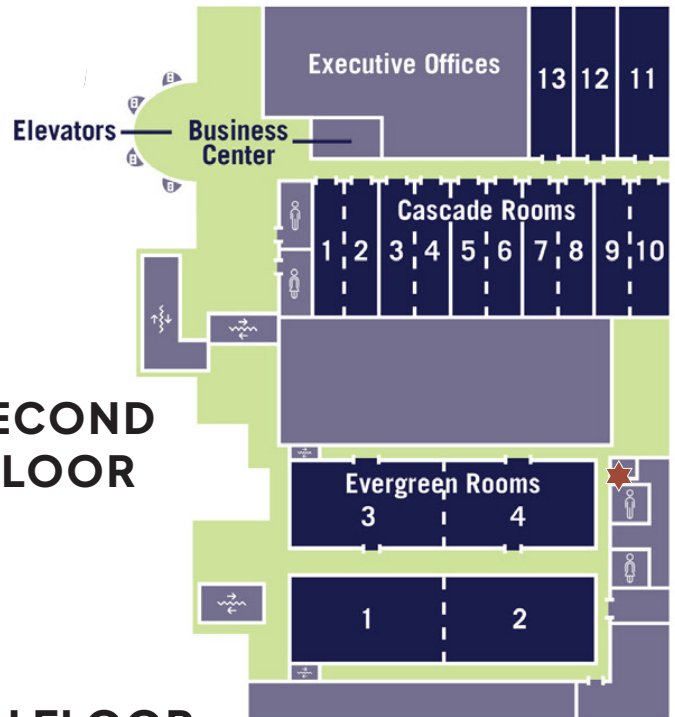 Executive Offices
13 12 11
Elevators
Business
Center
Cascade Rooms
1 2 3 4 5 6 7 8 9 10
ECOND
LOOR
Evergreen Rooms
3 4
1 2
FLOOR